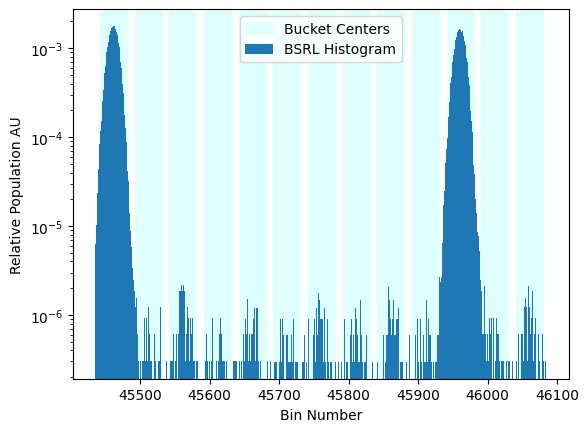 Bucket Centers
BSRL Histogram
Relative Population AU
10⁻³
10⁻⁴
10⁻⁵
10⁻⁶
45500 45600 45700 45800 45900 46000 46100
Bin Number